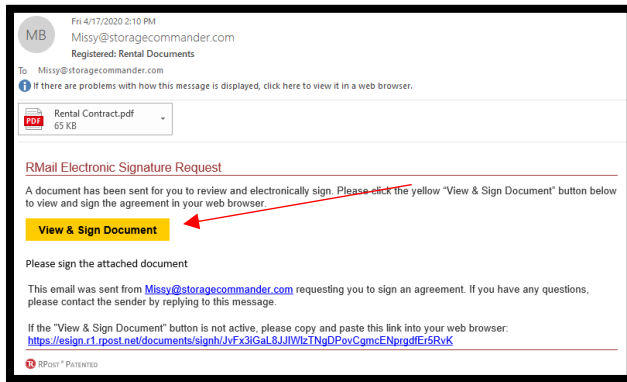 Fri 4/17/2020 2:10 PM
MB
Missy@storagecommander.com
Registered: Rental Documents
To Missy@storagecommander.com
If there are problems with how this message is displayed, click here to view it in a web browser.
Rental Contract.pdf
PDF
65 KB
RMail Electronic Signature Request
A document has been sent for you to review and electronically sign. Please click the yellow "View & Sign Document" button below
to view and sign the agreement in your web browser.
View & Sign Document
Please sign the attached document
This email was sent from Missy@storagecommander.com requesting you to sign an agreement. If you have any questions,
please contact the sender by replying to this message.
If the "View & Sign Document" button is not active, please copy and paste this link into your web browser:
https://esign.r1.rpost.net/documents/signh/JvFx3iGaL8JJIWIzTNgDPovCgmcENprgdfEr5RvK
RPost® Patented